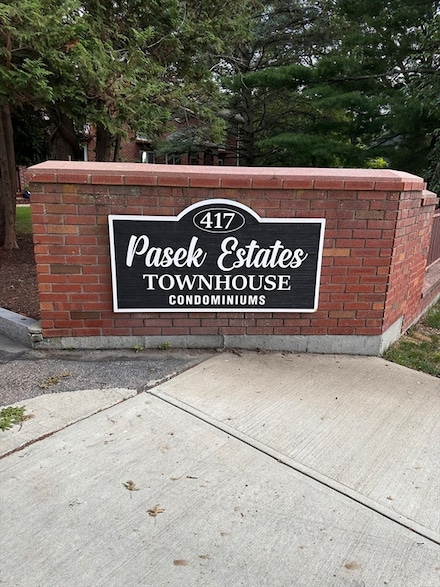 417
Pasek Estates
TOWNHOUSE
CONDOMINIUMS